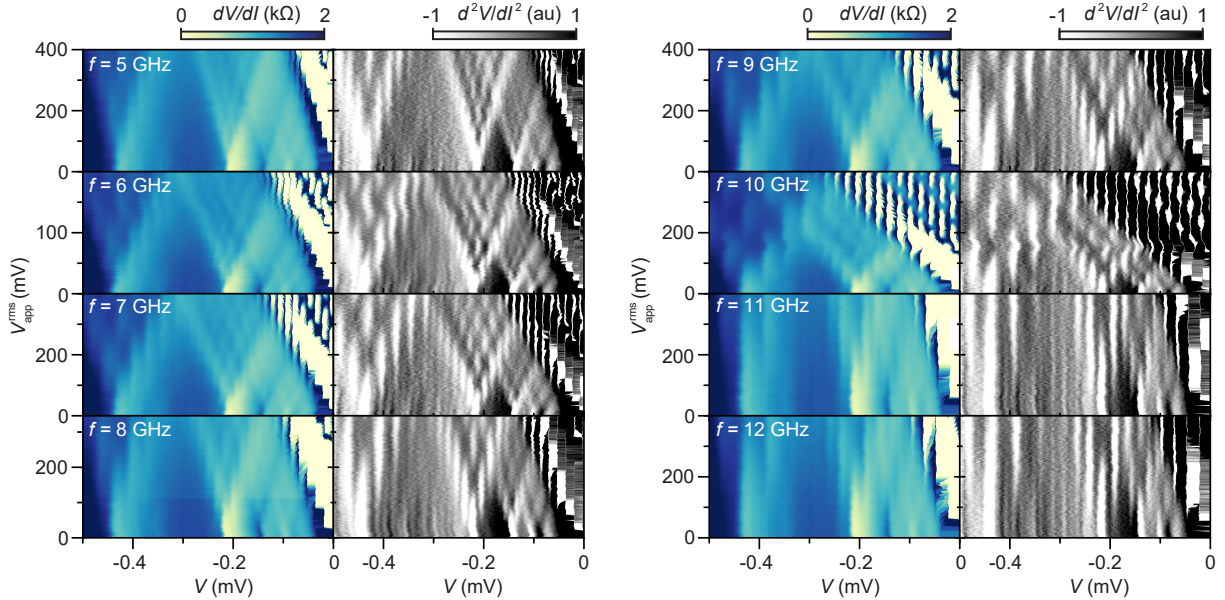 dV/dI (kΩ)
0 2
d²V/dI² (au)
-1 1
dV/dI (kΩ)
0 2
d²V/dI² (au)
-1 1
400
200
0
f = 5 GHz
100
0
f = 6 GHz
200
0
f = 7 GHz
200
0
f = 8 GHz
V_app^rms (mV)
-0.4 -0.2 0
V (mV)
-0.4 -0.2 0
V (mV)
400
200
0
f = 9 GHz
200
0
f = 10 GHz
200
0
f = 11 GHz
200
0
f = 12 GHz
V_app^rms (mV)
-0.4 -0.2 0
V (mV)
-0.4 -0.2 0
V (mV)